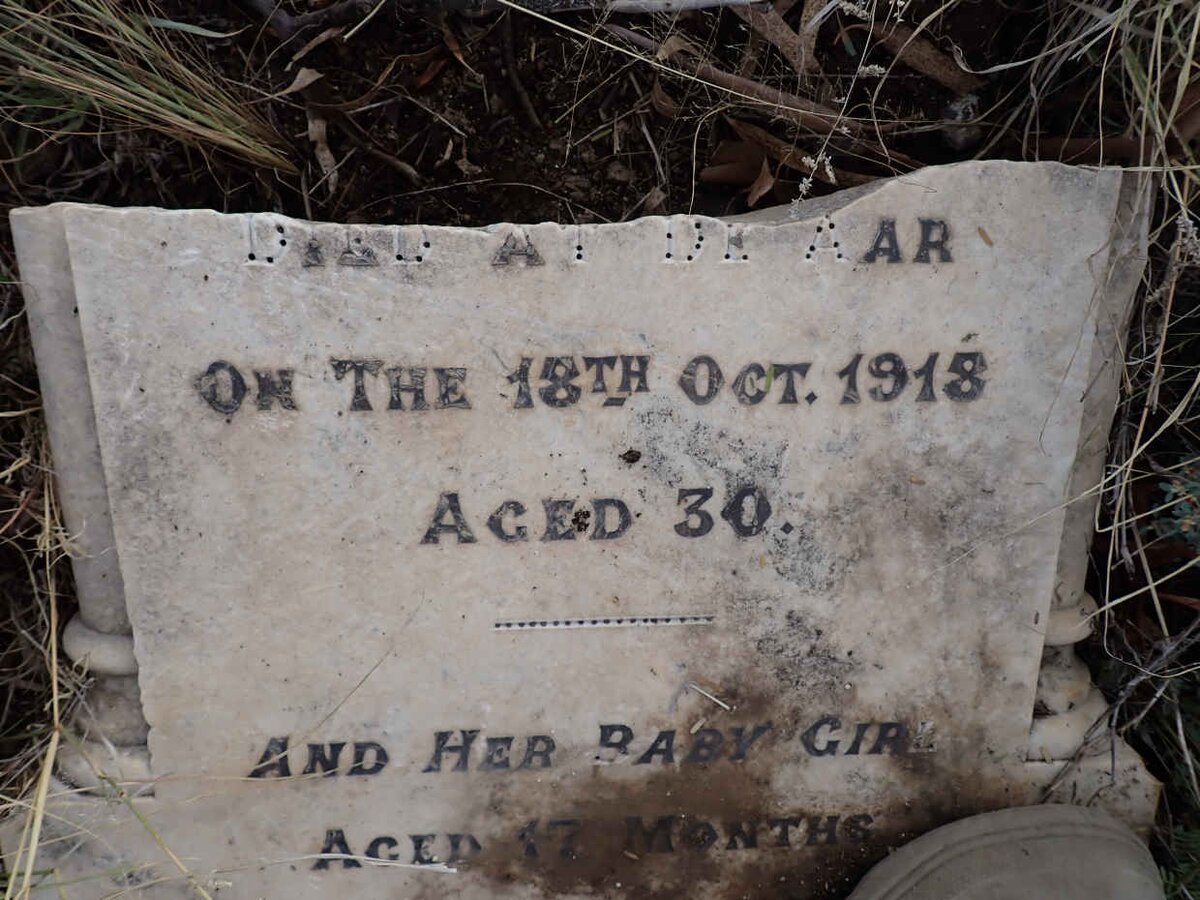 DIED AT DE AAR
ON THE 18TH OCT. 1918
AGED 30.
AND HER BABY GIRL
AGED 17 MONTHS